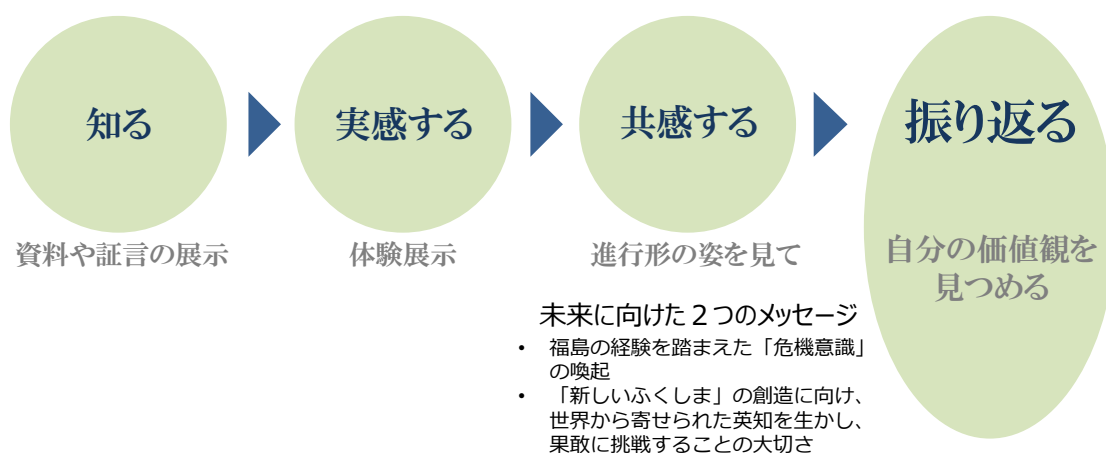 知る
実感する
共感する
振り返る
資料や証言の展示
体験展示
進行形の姿を見て
自分の価値観を
見つめる
未来に向けた２つのメッセージ
• 福島の経験を踏まえた「危機意識」
の喚起
• 「新しいふくしま」の創造に向け、
世界から寄せられた英知を生かし、
果敢に挑戦することの大切さ